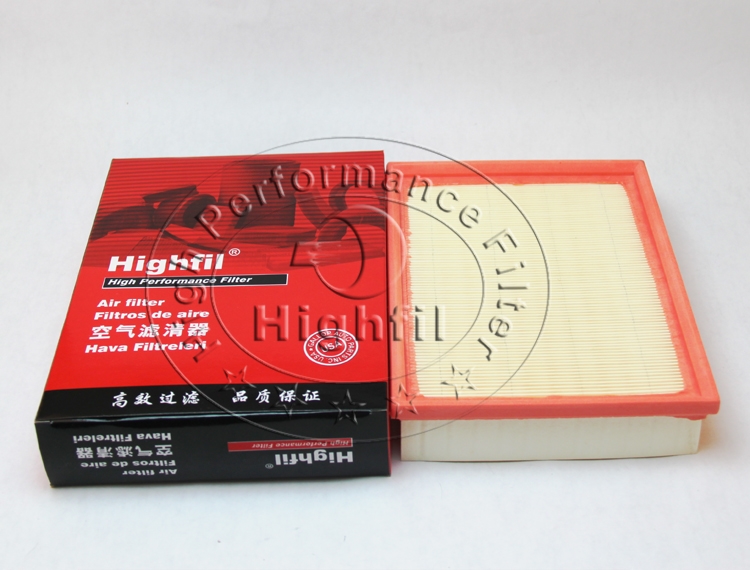 Highfil®
High Performance Filter
Air filter
Filtros de aire
空气滤清器
Hava Filtreleri
USA
高效过滤 品质保证
Highfil®
High Performance Filter
Air filter
Filtros de aire
空气滤清器
Hava Filtreleri
High Performance Filter
Highfil